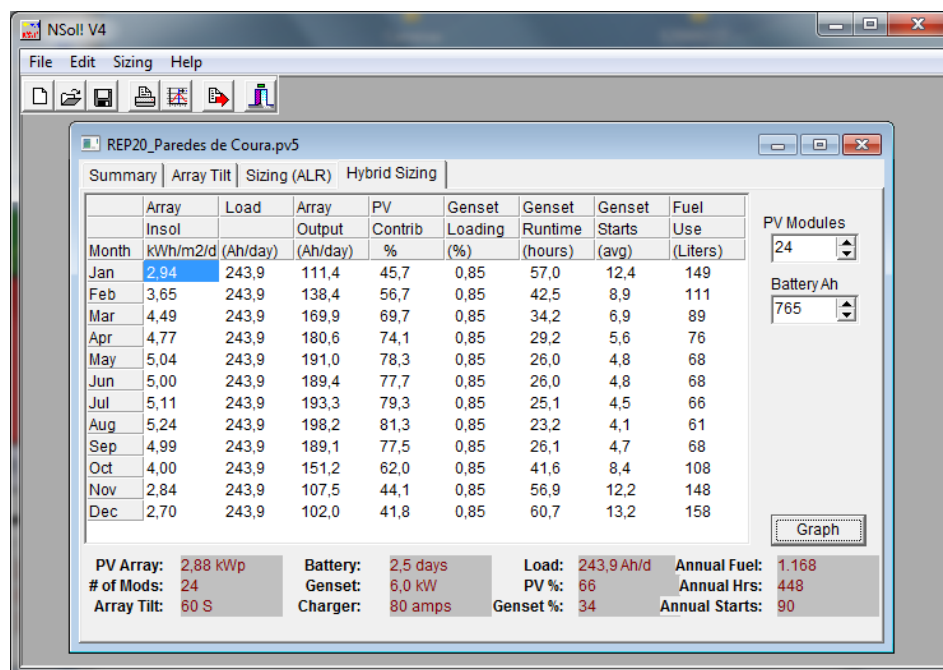 NSol! V4
File Edit Sizing Help
REP20_Paredes de Coura.pv5
Summary Array Tilt Sizing (ALR) Hybrid Sizing
Array Load Array PV Genset Genset Genset Fuel
Insol Output Contrib Loading Runtime Starts Use
Month kWh/m2/d (Ah/day) (Ah/day) % (%) (hours) (avg) (Liters)
Jan 2,94 243,9 111,4 45,7 0,85 57,0 12,4 149
Feb 3,65 243,9 138,4 56,7 0,85 42,5 8,9 111
Mar 4,49 243,9 169,9 69,7 0,85 34,2 6,9 89
Apr 4,77 243,9 180,6 74,1 0,85 29,2 5,6 76
May 5,04 243,9 191,0 78,3 0,85 26,0 4,8 68
Jun 5,00 243,9 189,4 77,7 0,85 26,0 4,8 68
Jul 5,11 243,9 193,3 79,3 0,85 25,1 4,5 66
Aug 5,24 243,9 198,2 81,3 0,85 23,2 4,1 61
Sep 4,99 243,9 189,1 77,5 0,85 26,1 4,7 68
Oct 4,00 243,9 151,2 62,0 0,85 41,6 8,4 108
Nov 2,84 243,9 107,5 44,1 0,85 56,9 12,2 148
Dec 2,70 243,9 102,0 41,8 0,85 60,7 13,2 158
PV Modules
24
Battery Ah
765
Graph
PV Array: 2,88 kWp Battery: 2,5 days Load: 243,9 Ah/d Annual Fuel: 1.168
# of Mods: 24 Genset: 6,0 kW PV %: 66 Annual Hrs: 448
Array Tilt: 60 S Charger: 80 amps Genset %: 34 Annual Starts: 90